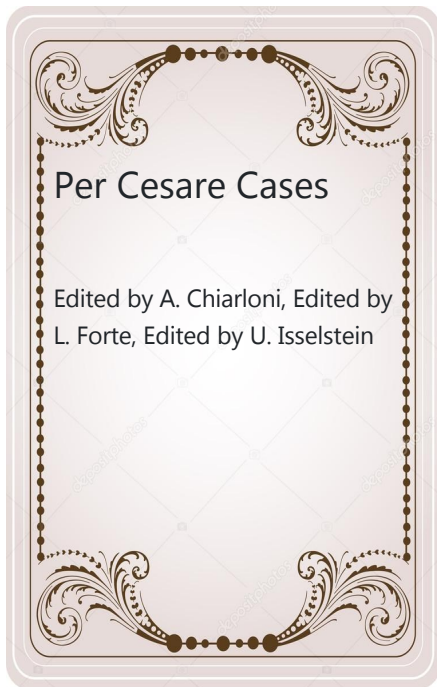 Per Cesare Cases
Edited by A. Chiarloni, Edited by
L. Forte, Edited by U. Isselstein